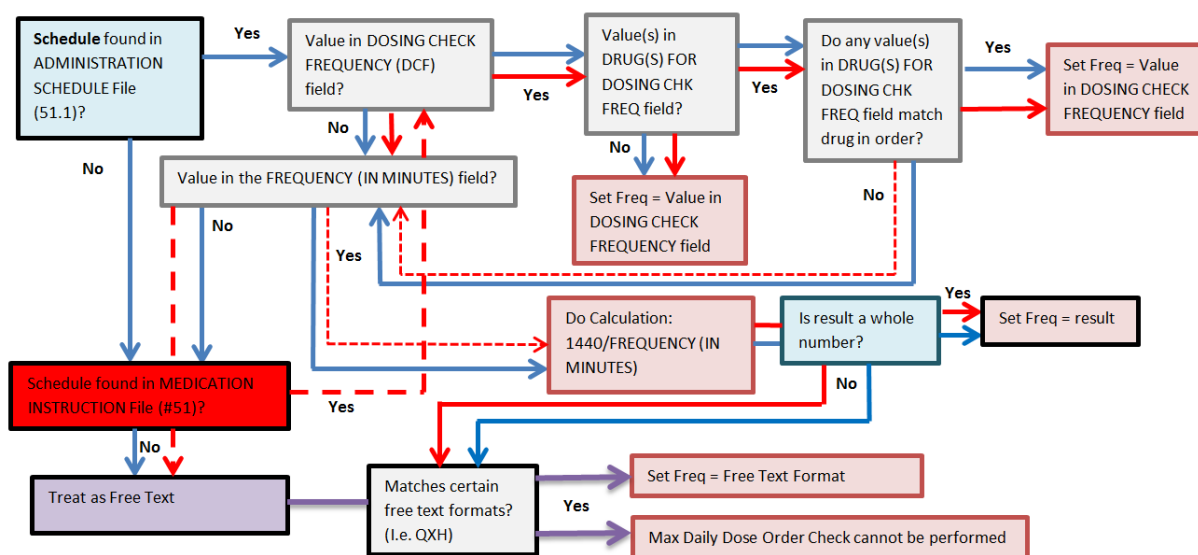 Schedule found in
ADMINISTRATION
SCHEDULE File
(51.1)?
Yes
Value in DOSING CHECK
FREQUENCY (DCF)
field?
Yes
Value(s) in
DRUG(S) FOR
DOSING CHK
FREQ field?
Yes
Do any value(s)
in DRUG(S) FOR
DOSING CHK
FREQ field match
drug in order?
Yes
Set Freq = Value
in DOSING CHECK
FREQUENCY field
No
No
No
No
Value in the FREQUENCY (IN MINUTES) field?
Set Freq = Value in
DOSING CHECK
FREQUENCY field
No
Yes
Do Calculation:
1440/FREQUENCY (IN
MINUTES)
Is result a whole
number?
Yes
Set Freq = result
No
Schedule found in MEDICATION
INSTRUCTION File (#51)?
Yes
No
Treat as Free Text
Matches certain
free text formats?
(I.e. QXH)
Set Freq = Free Text Format
Yes
Max Daily Dose Order Check cannot be performed